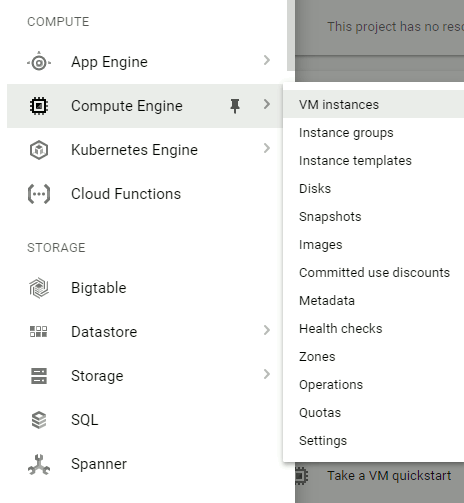 COMPUTE
App Engine
Compute Engine
Kubernetes Engine
Cloud Functions
STORAGE
Bigtable
Datastore
Storage
SQL
Spanner
This project has no reso
VM instances
Instance groups
Instance templates
Disks
Snapshots
Images
Committed use discounts
Metadata
Health checks
Zones
Operations
Quotas
Settings
Take a VM quickstart